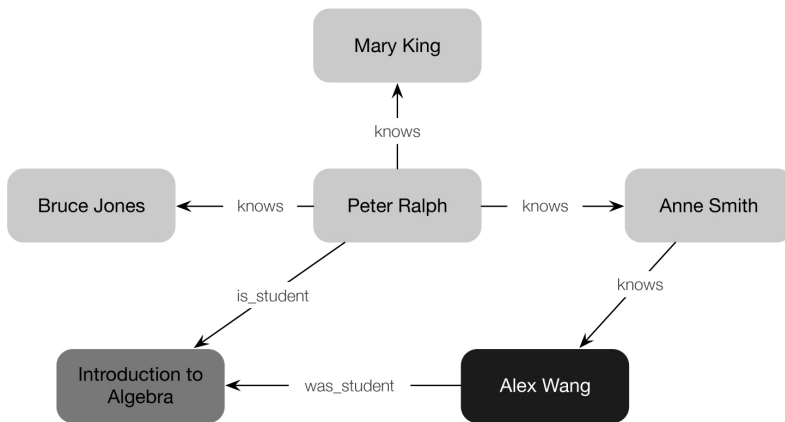 Mary King
knows
Bruce Jones
knows
Peter Ralph
knows
Anne Smith
knows
is_student
Introduction to
Algebra
was_student
Alex Wang